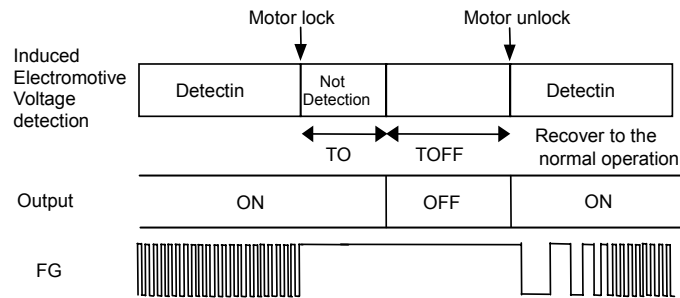 Motor lock
Motor unlock
Induced
Electromotive
Voltage
detection
Detectin
Not
Detection
Detectin
TO
TOFF
Recover to the
normal operation
Output
ON
OFF
ON
FG